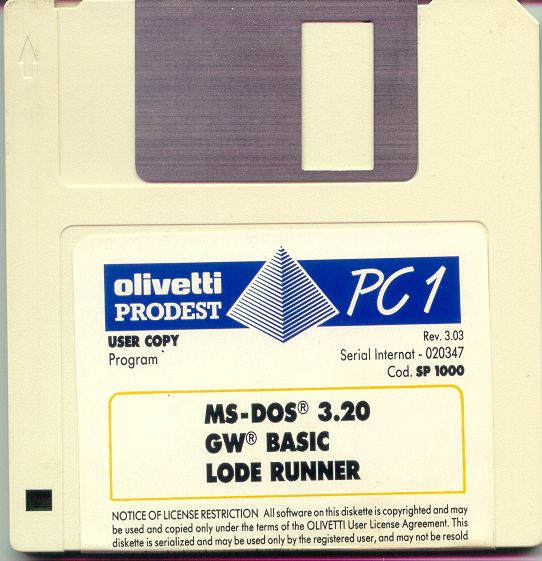 olivetti
PRODEST
PC 1
USER COPY
Program
Rev. 3.03
Serial Internat - 020347
Cod. SP 1000
MS-DOS® 3.20
GW® BASIC
LODE RUNNER
NOTICE OF LICENSE RESTRICTION All software on this diskette is copyrighted and may
be used and copied only under the terms of the OLIVETTI User License Agreement. This
diskette is serialized and may be used only by the registered user, and may not be resold